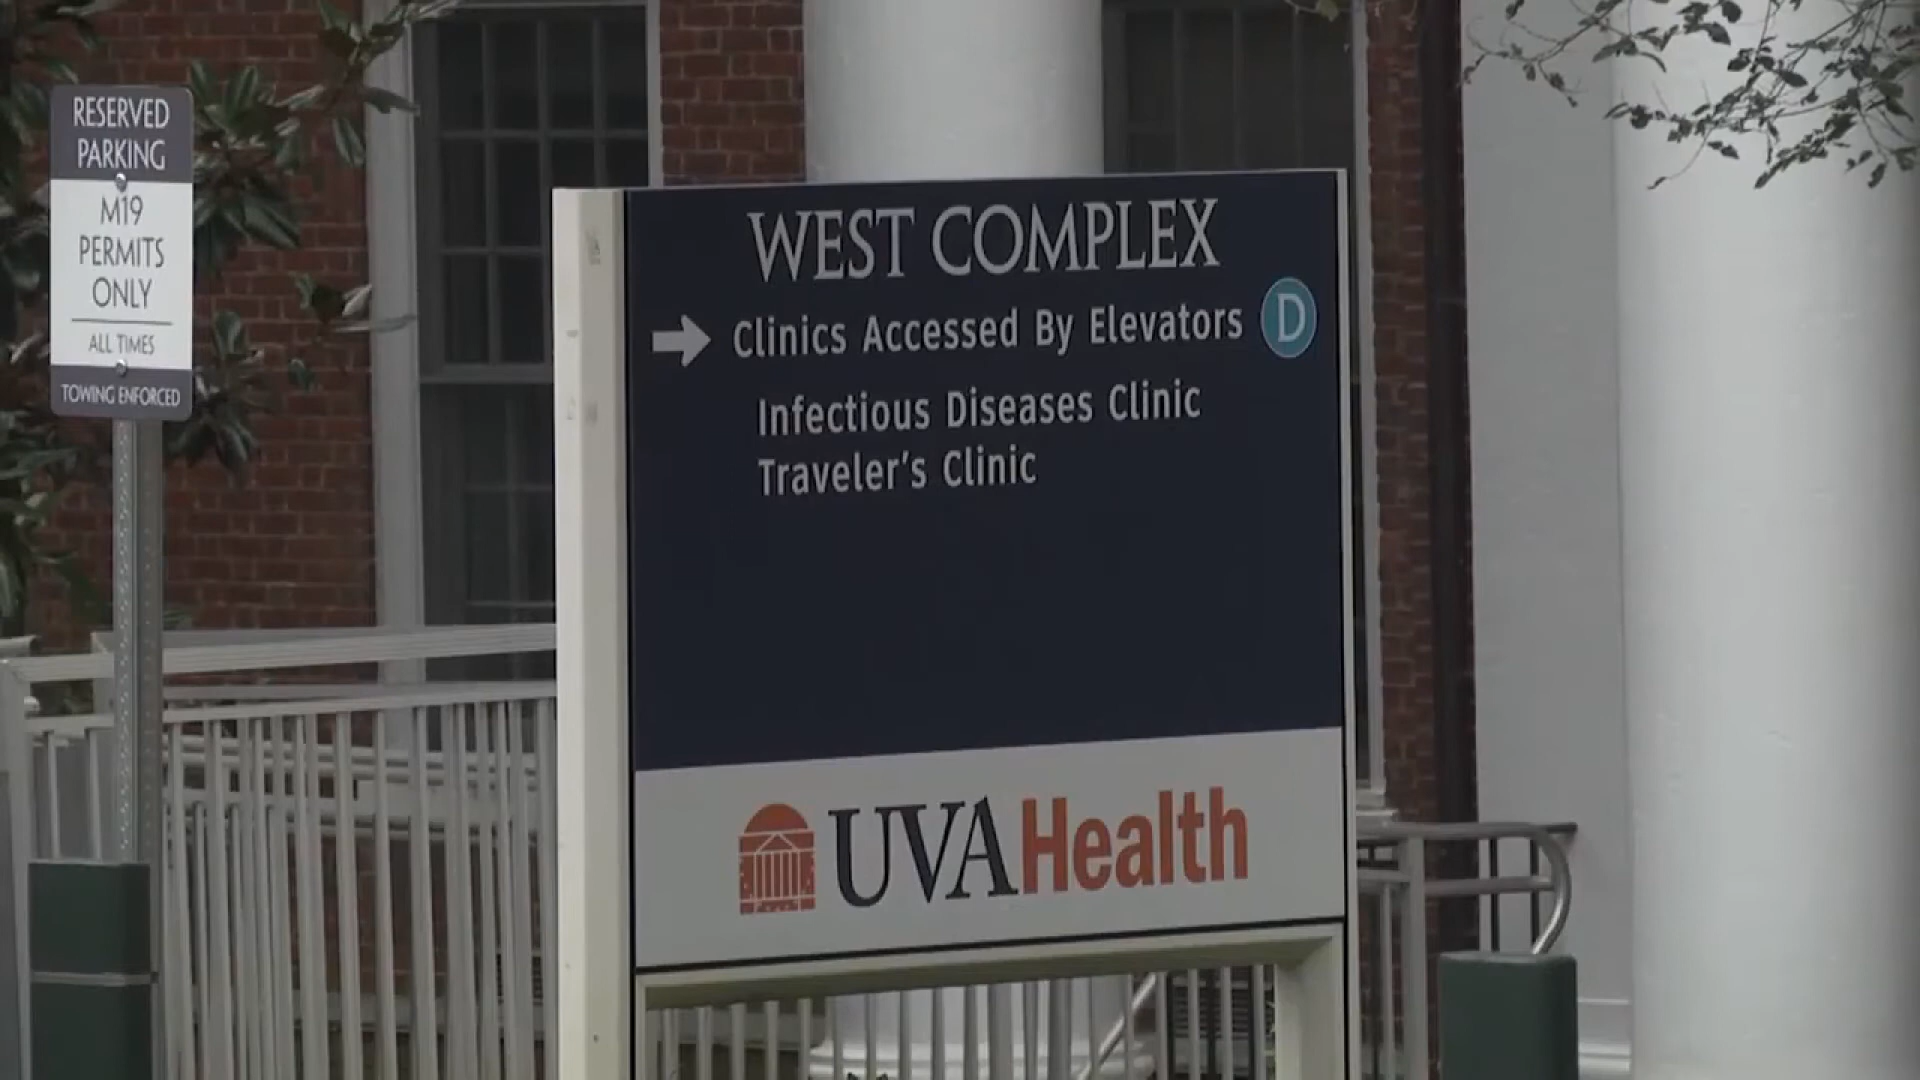 RESERVED
PARKING
M19
PERMITS
ONLY
ALL TIMES
TOWING ENFORCED
WEST COMPLEX
Clinics Accessed By Elevators D
Infectious Diseases Clinic
Traveler's Clinic
UVAHealth